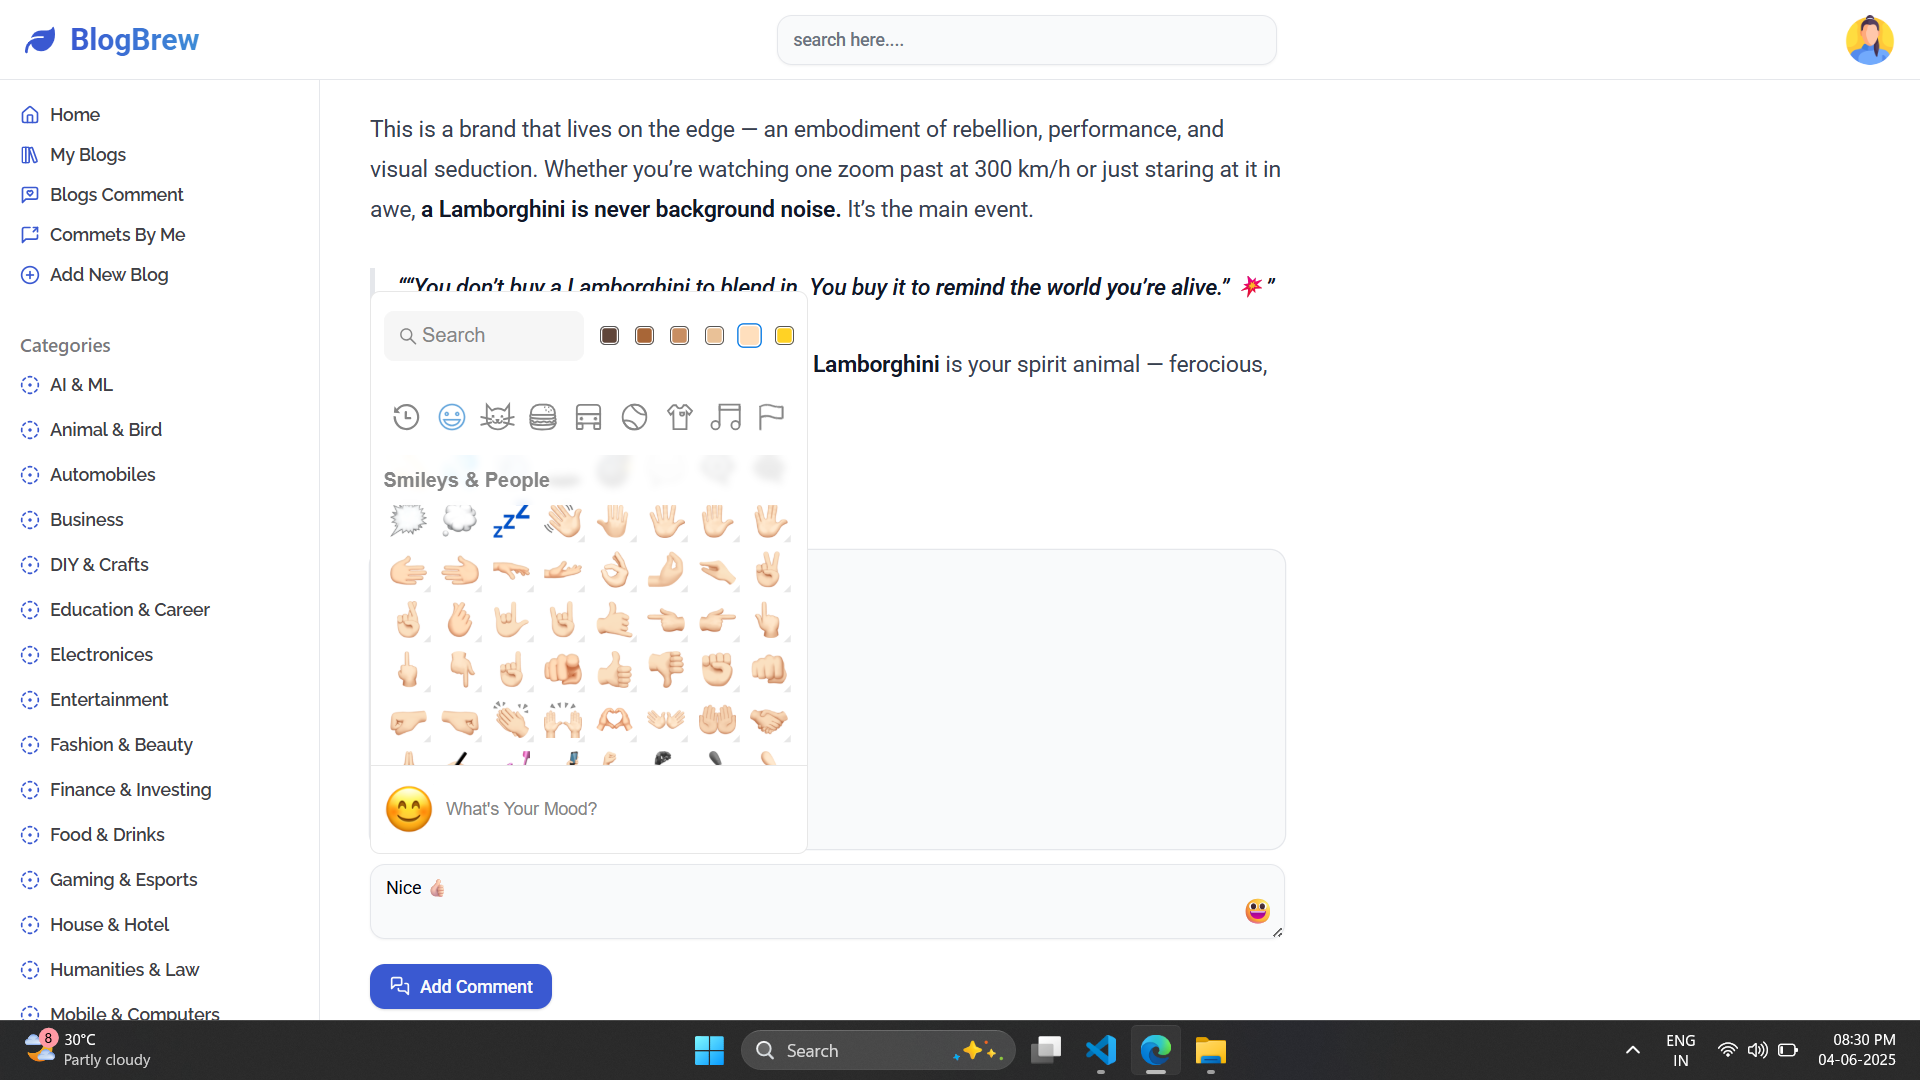 BlogBrew
search here....
Home
My Blogs
Blogs Comment
Commets By Me
Add New Blog
Categories
AI & ML
Animal & Bird
Automobiles
Business
DIY & Crafts
Education & Career
Electronices
Entertainment
Fashion & Beauty
Finance & Investing
Food & Drinks
Gaming & Esports
House & Hotel
Humanities & Law
Mobile & Computers
This is a brand that lives on the edge — an embodiment of rebellion, performance, and
visual seduction. Whether you’re watching one zoom past at 300 km/h or just staring at it in
awe, a Lamborghini is never background noise. It’s the main event.
““You don’t buy a Lamborghini to blend in. You buy it to remind the world you’re alive.” 💥”
Lamborghini is your spirit animal — ferocious,
Search
Smileys & People
What's Your Mood?
Nice 👍🏻
Add Comment
8
30°C
Partly cloudy
Search
ENG
IN
08:30 PM
04-06-2025